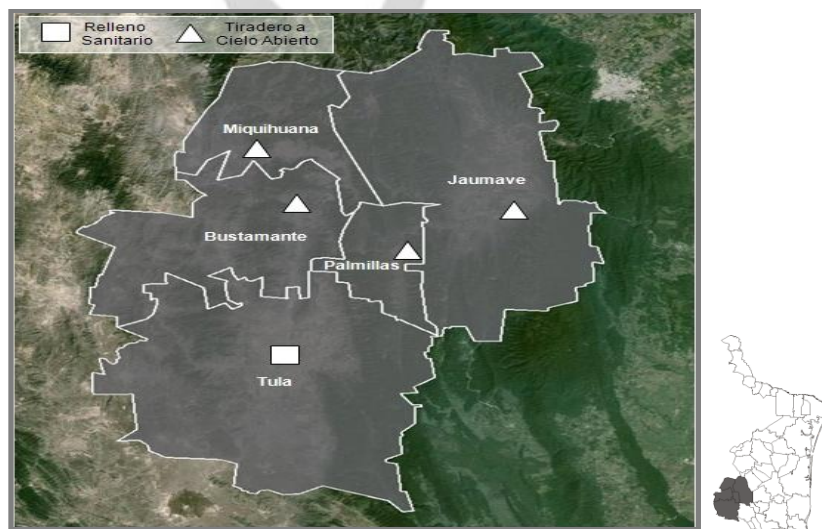 Relleno
Sanitario
Tiradero a
Cielo Abierto
Miquihuana
Jaumave
Bustamante
Palmillas
Tula